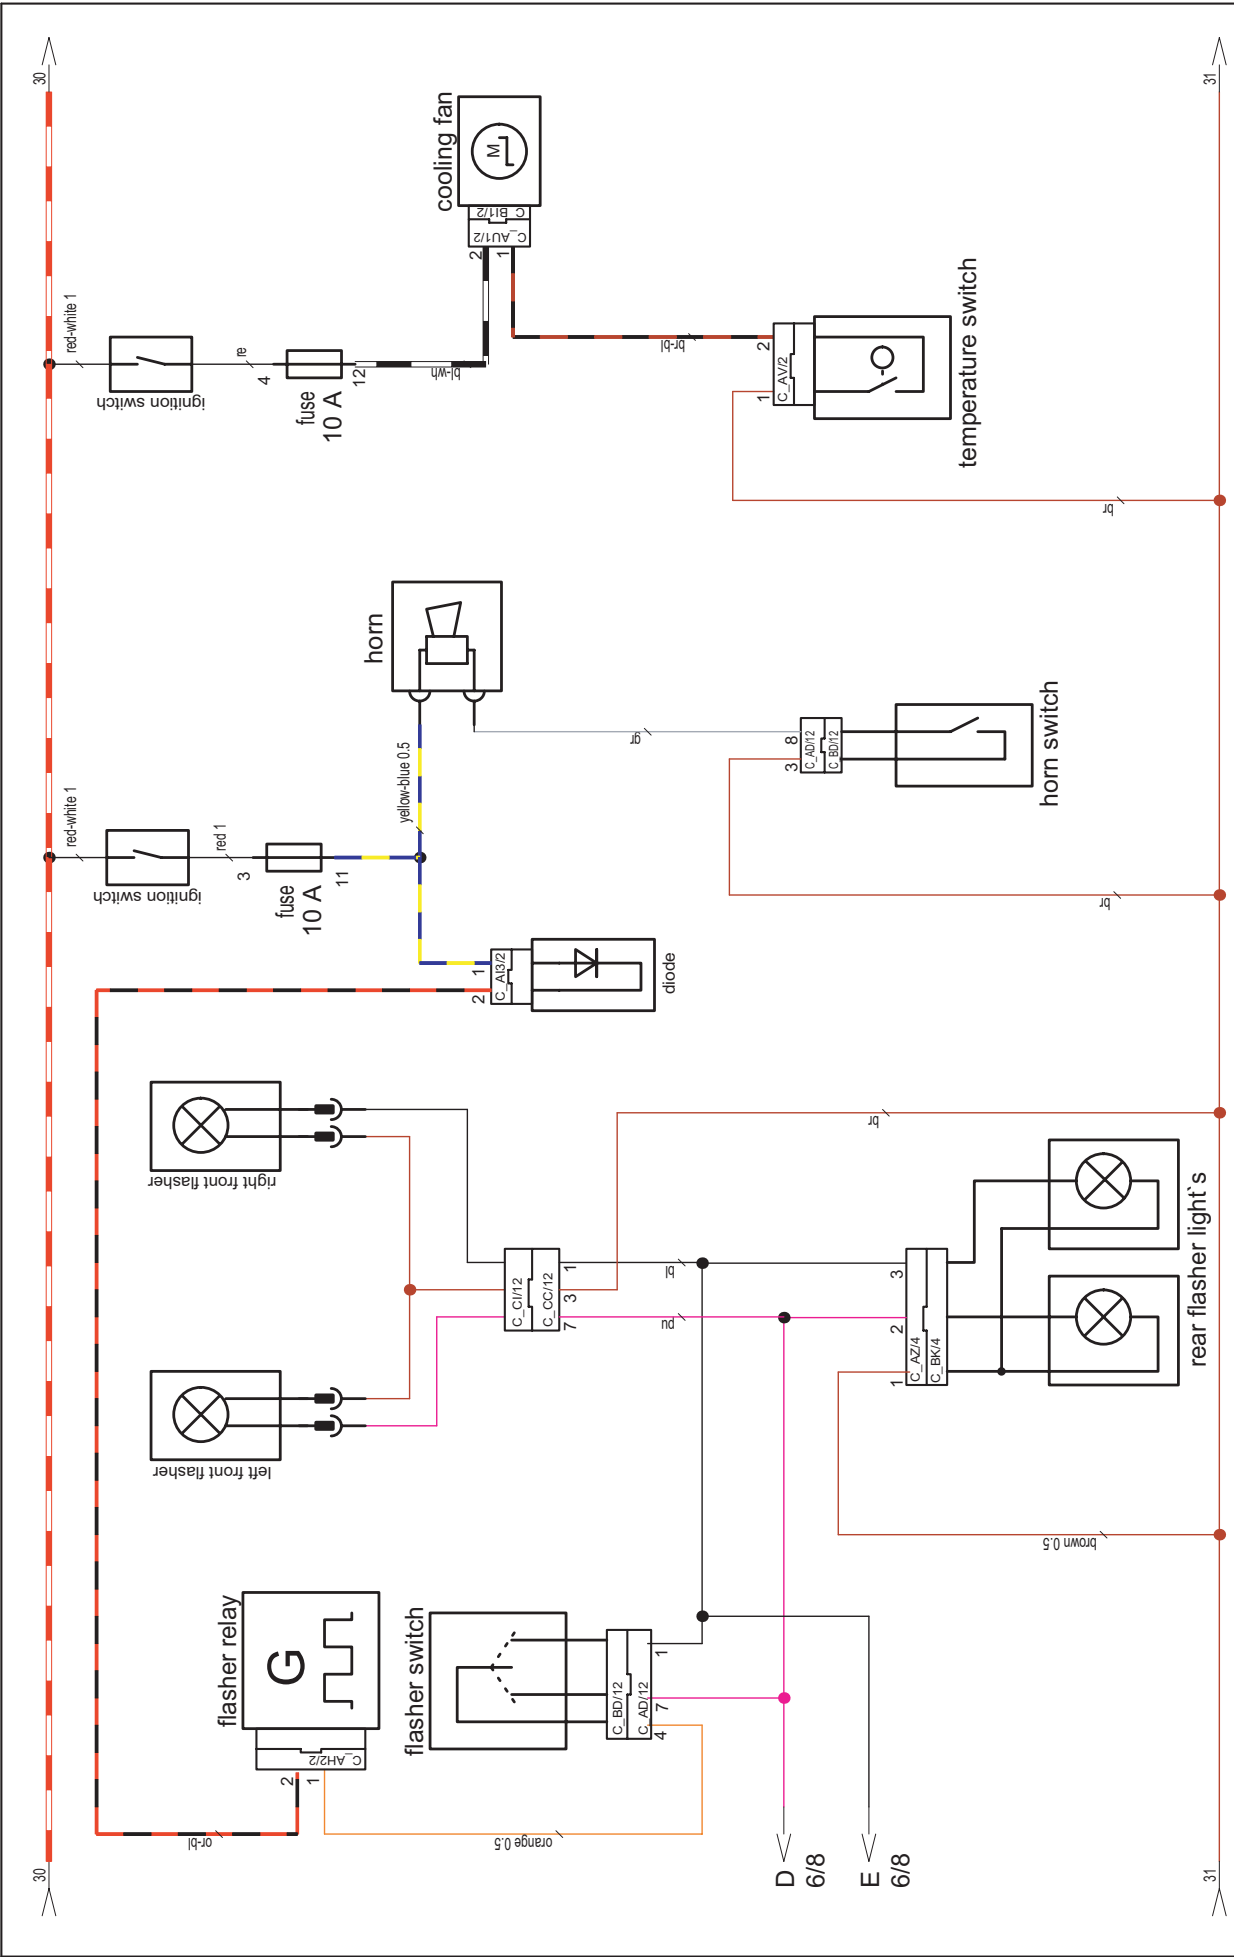 30
30
red-white 1
ignition switch
re
4
fuse
10 A
12
bl-wh
cooling fan
M
C_BI1/2
C_AU1/2
2
1
br-bl
2
1
C_AV/2
temperature switch
br
31
horn
yellow-blue 0.5
red-white 1
ignition switch
red 1
3
fuse
10 A
11
gr
8
3
C_AD/12
C_BD/12
horn switch
br
1
2
C_AI3/2
diode
right front flasher
left front flasher
C_CI/12
C_CC/12
1
3
7
bl
pu
br
3
2
1
C_AZ/4
C_BK/4
rear flasher light`s
brown 0.5
flasher relay
G
C_AH2/2
2
1
or-bl
orange 0.5
flasher switch
C_BD/12
C_AD/12
1
7
4
D
6/8
E
6/8
31